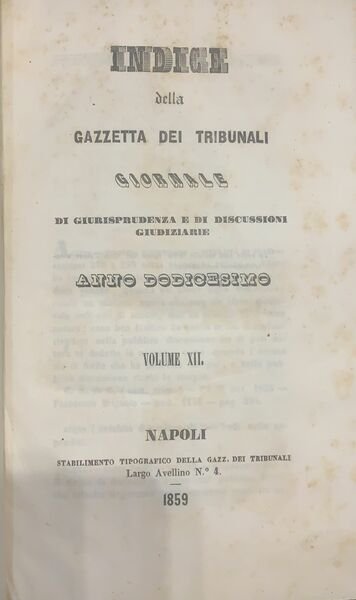 INDICE
della
GAZZETTA DEI TRIBUNALI
GIORNALE
DI GIURISPRUDENZA E DI DISCUSSIONI
GIUDIZIARIE
ANNO DODICESIMO
VOLUME XII.
NAPOLI
STABILIMENTO TIPOGRAFICO DELLA GAZZ. DEI TRIBUNALI
Largo Avellino N.º 4.
1859